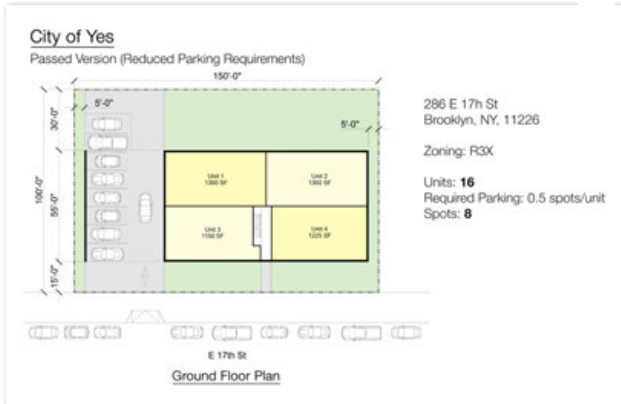 City of Yes
Passed Version (Reduced Parking Requirements)
150'-0"
5'-0"
30'-0"
5'-0"
286 E 17h St
Brooklyn, NY, 11226
Zoning: R3X
Units: 16
Required Parking: 0.5 spots/unit
Spots: 8
100'-0"
55'-0"
Unit 1
1300 SF
Unit 2
1300 SF
Unit 3
1150 SF
Unit 4
1225 SF
15'-0"
E 17th St
Ground Floor Plan